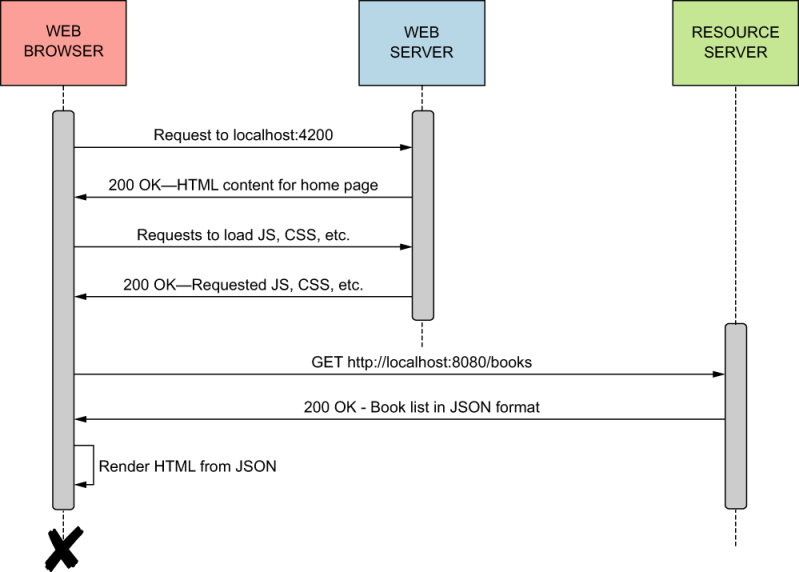 WEB
BROWSER
WEB
SERVER
RESOURCE
SERVER
Request to localhost:4200
200 OK—HTML content for home page
Requests to load JS, CSS, etc.
200 OK—Requested JS, CSS, etc.
GET http://localhost:8080/books
200 OK - Book list in JSON format
Render HTML from JSON